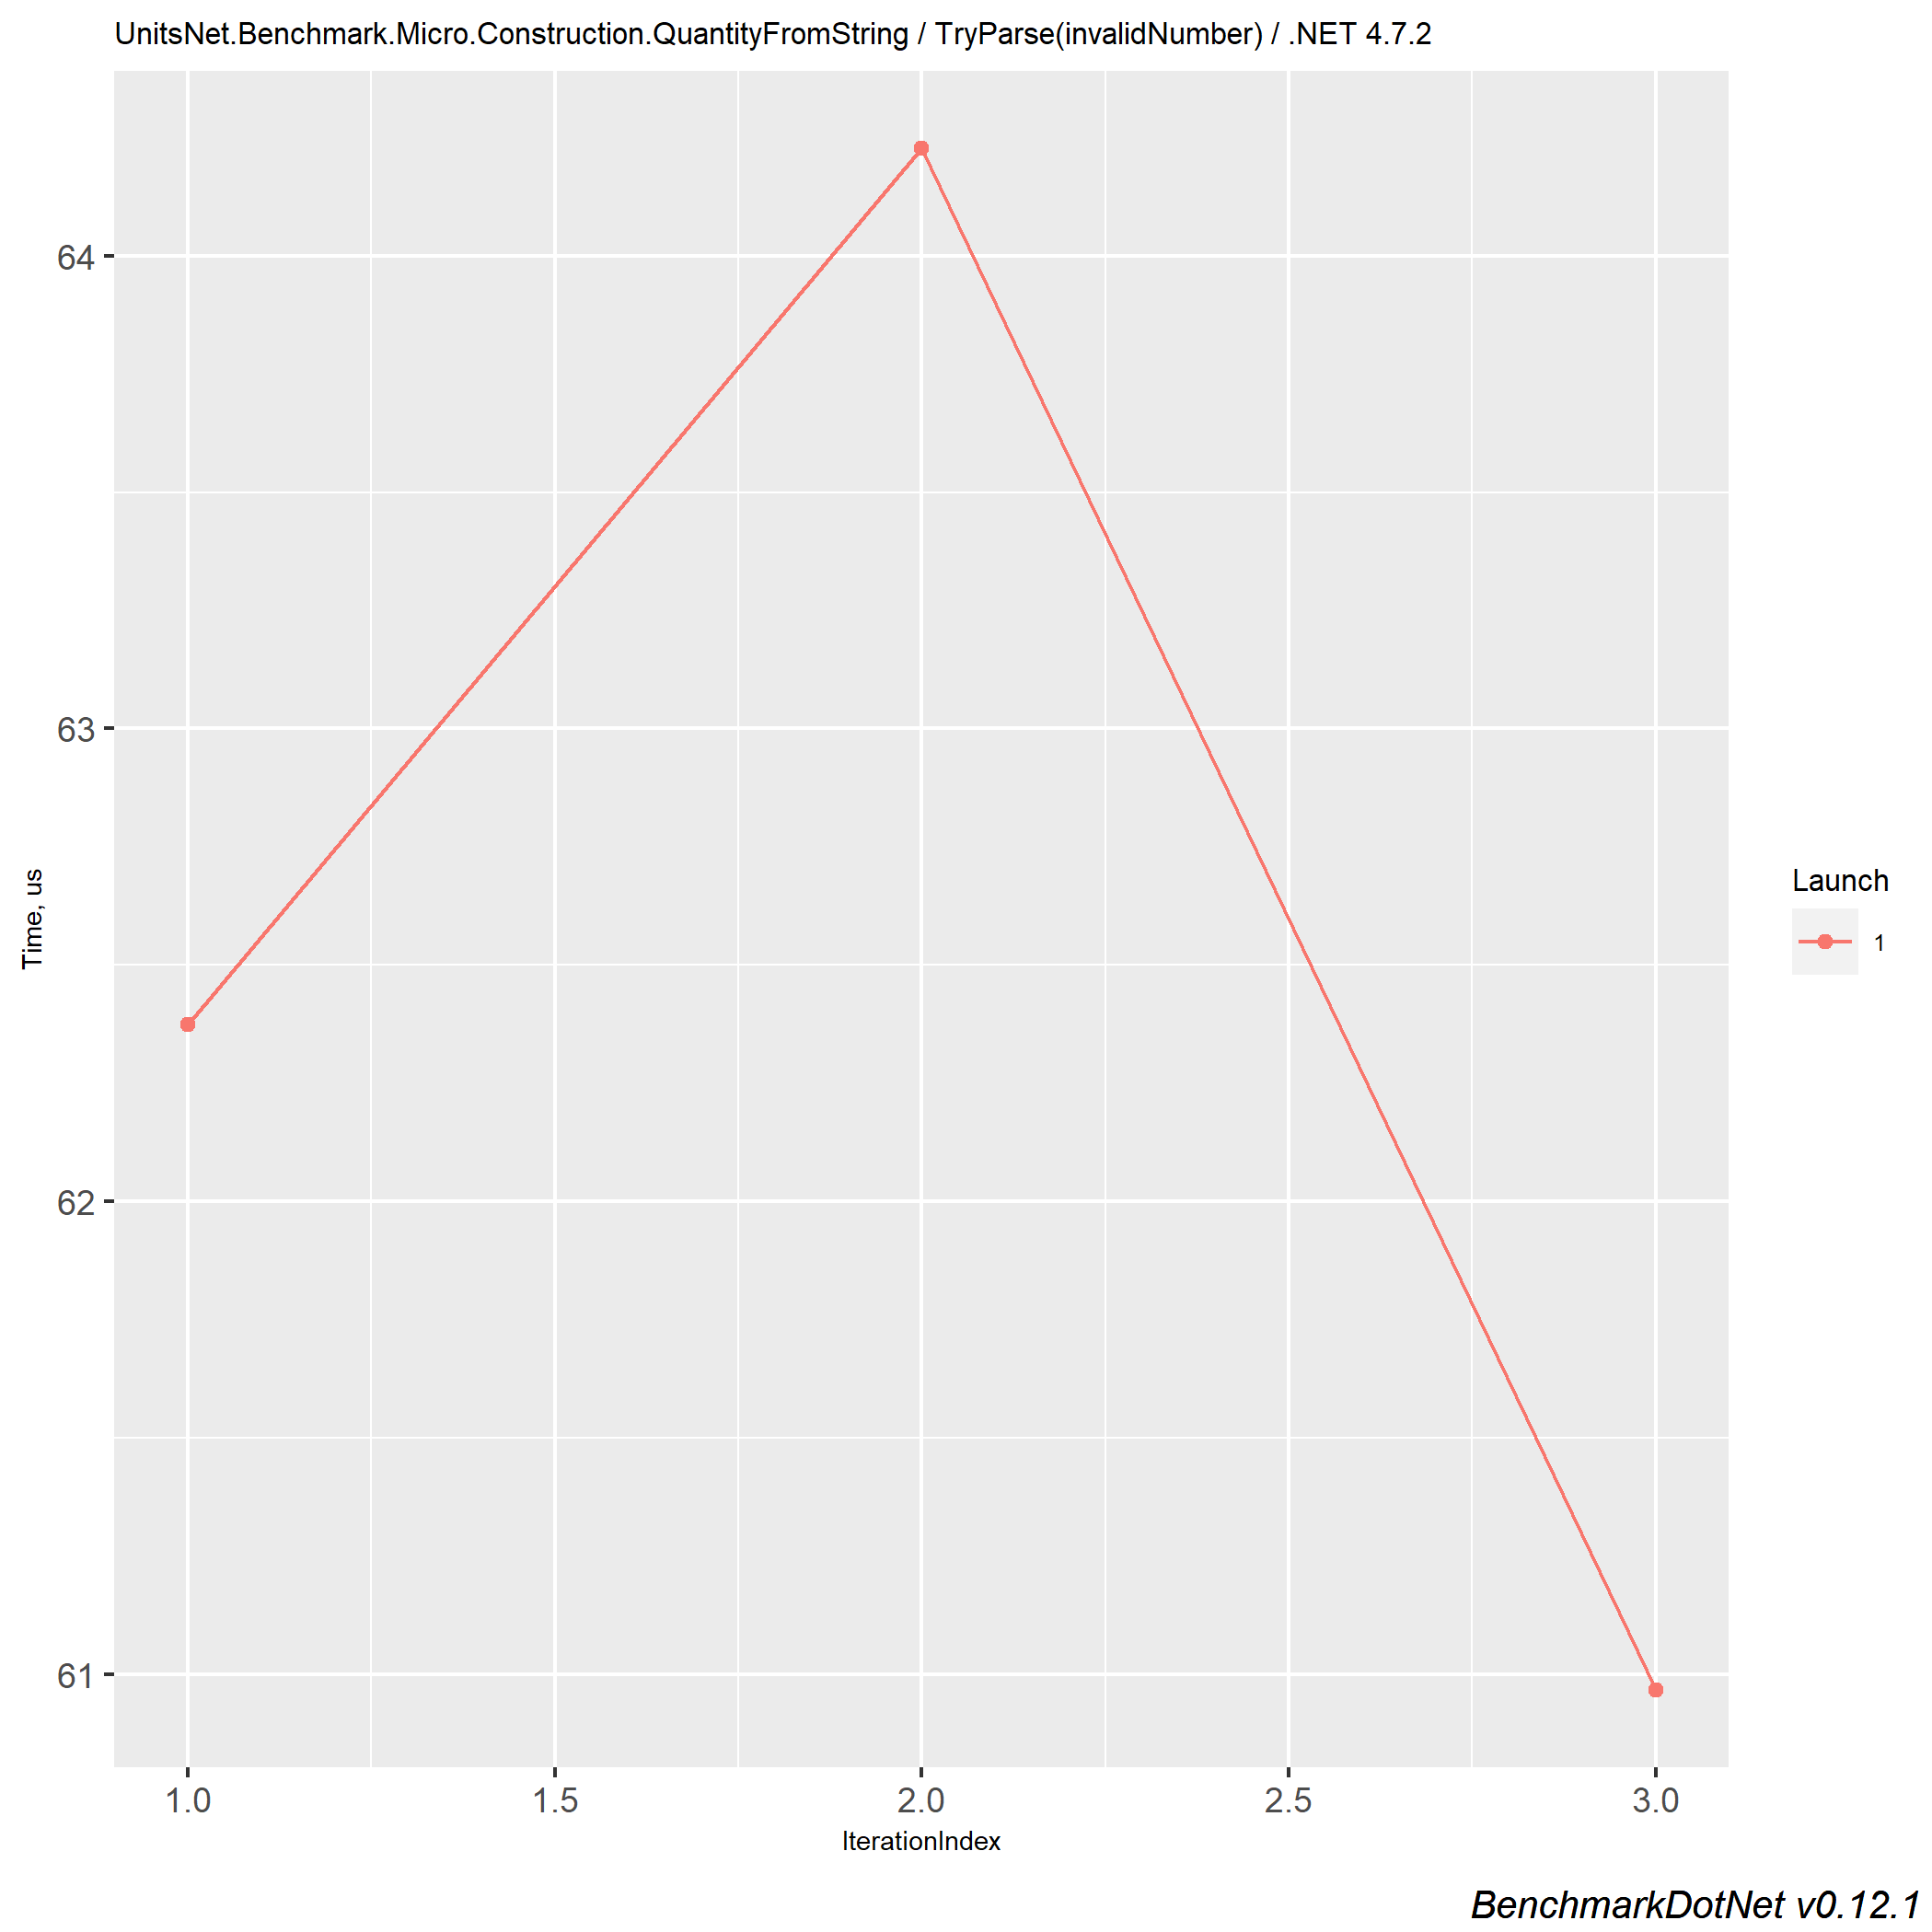 UnitsNet.Benchmark.Micro.Construction.QuantityFromString / TryParse(invalidNumber) / .NET 4.7.2
64
63
62
61
Time, us
1.0 1.5 2.0 2.5 3.0
IterationIndex
Launch
1
BenchmarkDotNet v0.12.1